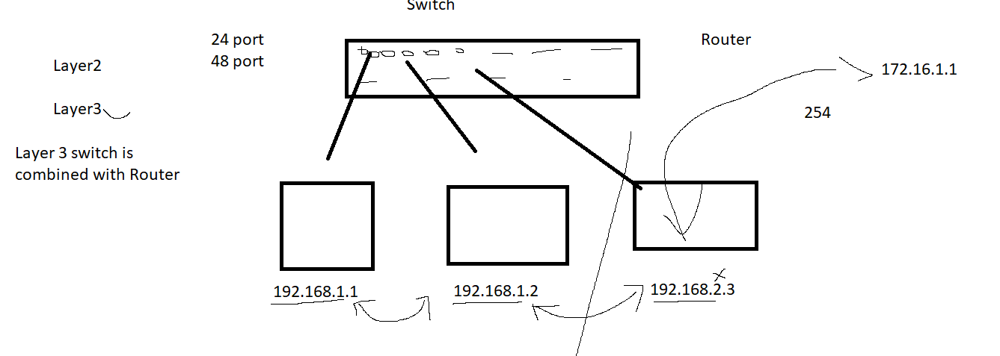 Switch
24 port
48 port
Router
Layer2
172.16.1.1
Layer3
254
Layer 3 switch is
combined with Router
192.168.1.1
192.168.1.2
192.168.2.3